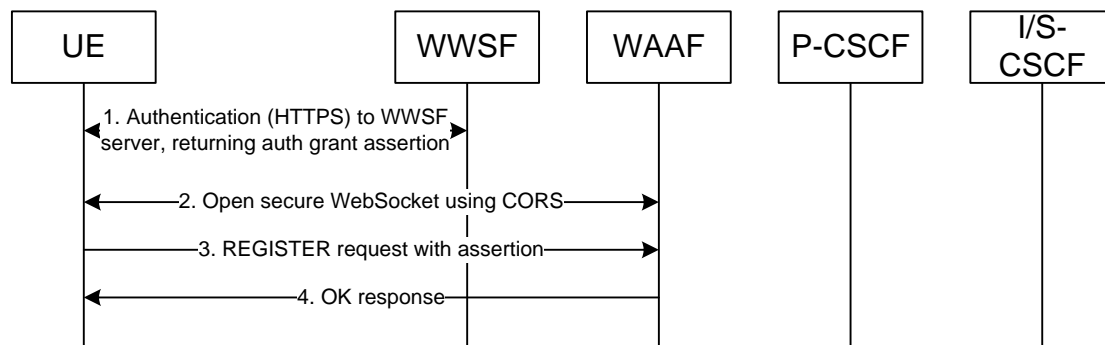 UE
WWSF
WAAF
P-CSCF
I/S-
CSCF
1. Authentication (HTTPS) to WWSF
server, returning auth grant assertion
2. Open secure WebSocket using CORS
3. REGISTER request with assertion
4. OK response